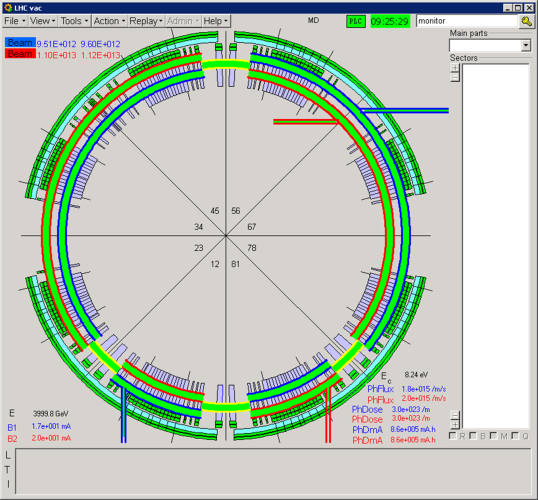 LHC vac
File View Tools Action Replay Admin Help MD PLC 09:25:29 monitor
Main parts
Beam 9.51E+012 9.60E+012
Beam 1.10E+013 1.12E+013
Sectors
45 56
34 67
23 78
12 81
E 3999.8 GeV
B1 1.7e+001 mA
B2 2.0e+001 mA
Ec 8.24 eV
PhFlux 1.8e+015 /m/s
PhFlux 2.0e+015 /m/s
PhDose 3.0e+023 /m
PhDose 3.0e+023 /m
PhDmA 8.6e+005 mA.h
PhDmA 8.6e+005 mA.h
R B M Q
L
T
I